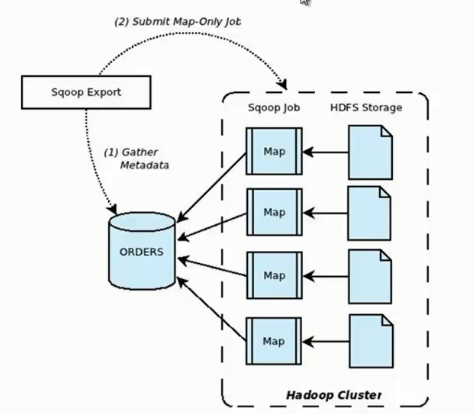 (2) Submit Map-Only Job
Sqoop Export
Sqoop Job
HDFS Storage
(1) Gather
Metadata
Map
Map
Map
Map
ORDERS
Hadoop Cluster